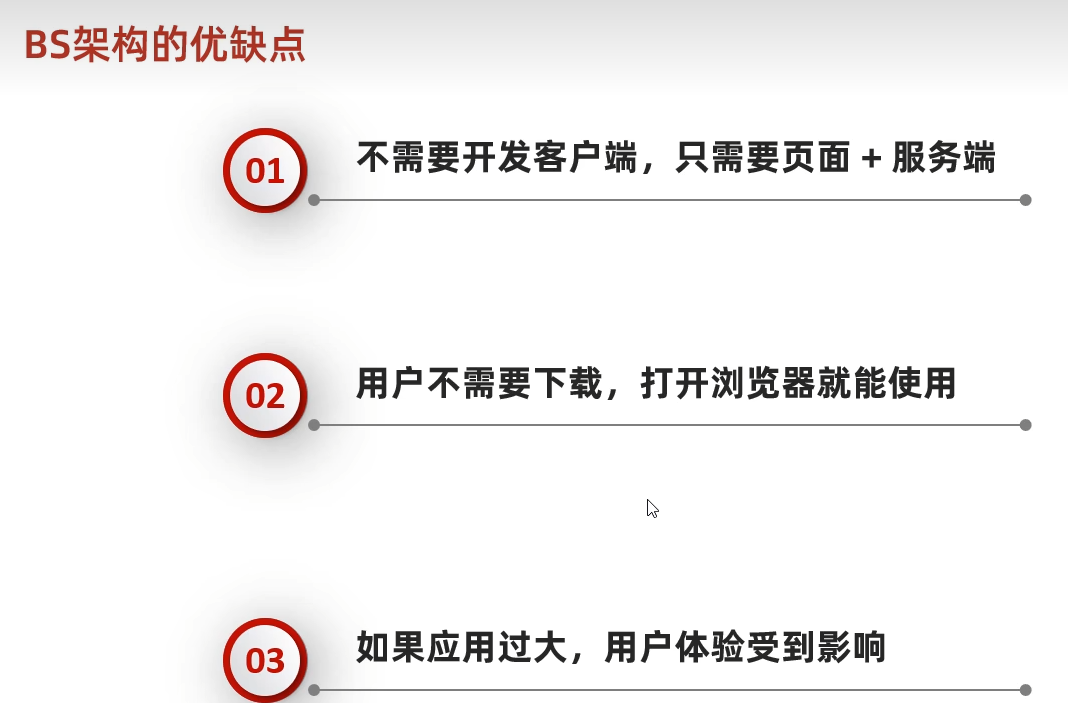 BS架构的优缺点
01
不需要开发客户端，只需要页面 + 服务端
02
用户不需要下载，打开浏览器就能使用
03
如果应用过大，用户体验受到影响